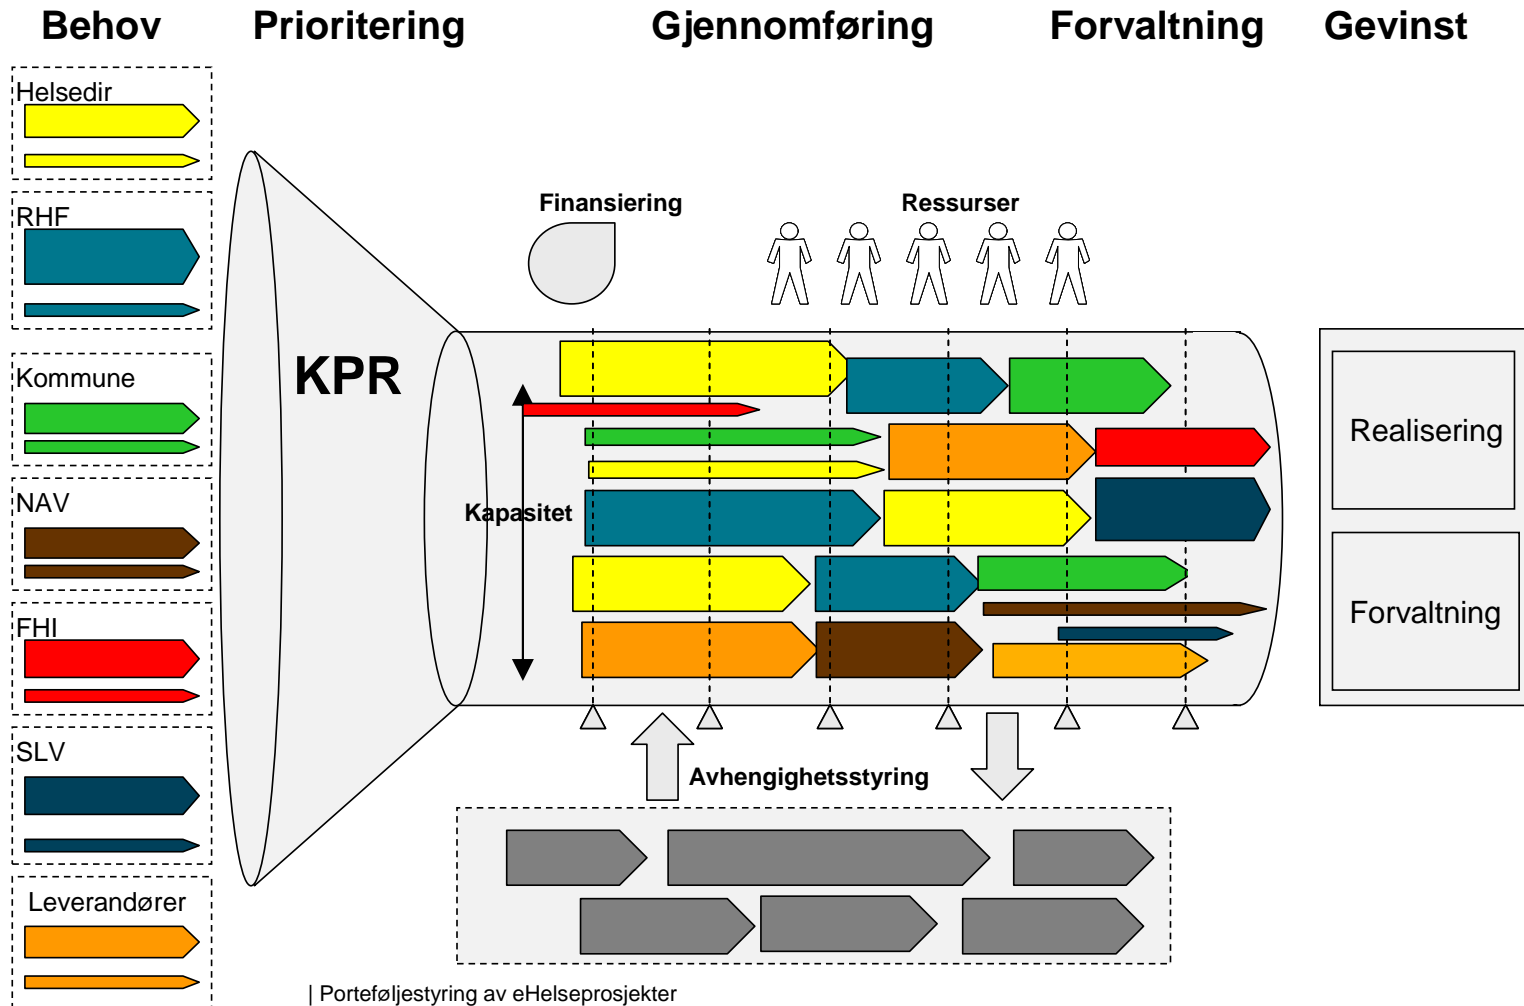 Behov Prioritering Gjennomføring Forvaltning Gevinst
Helsedir
RHF
Kommune
NAV
FHI
SLV
Leverandører
KPR
Finansiering
Ressurser
Kapasitet
Avhengighetsstyring
Realisering
Forvaltning
| Porteføljestyring av eHelseprosjekter